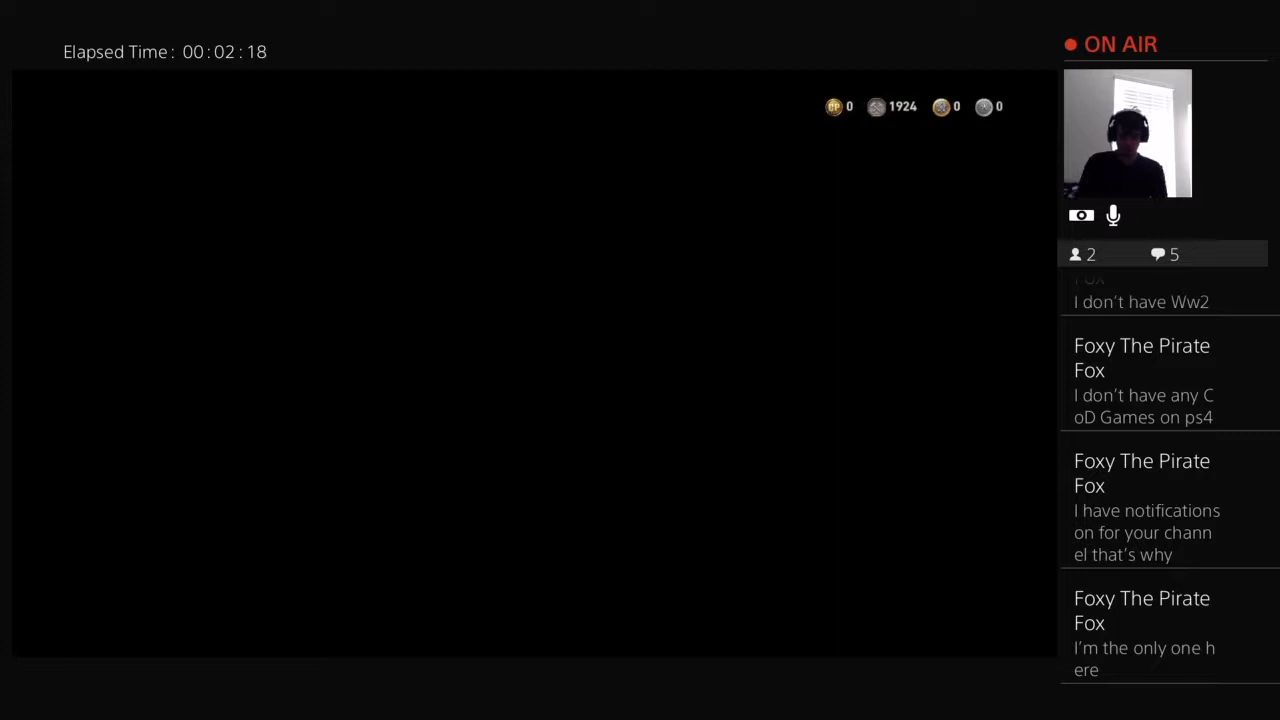 Elapsed Time: 00:02:18
ON AIR
CP 0 1924 0 0
2 5
Fox
I don't have Ww2
Foxy The Pirate
Fox
I don't have any C
oD Games on ps4
Foxy The Pirate
Fox
I have notifications
on for your chann
el that's why
Foxy The Pirate
Fox
I'm the only one h
ere